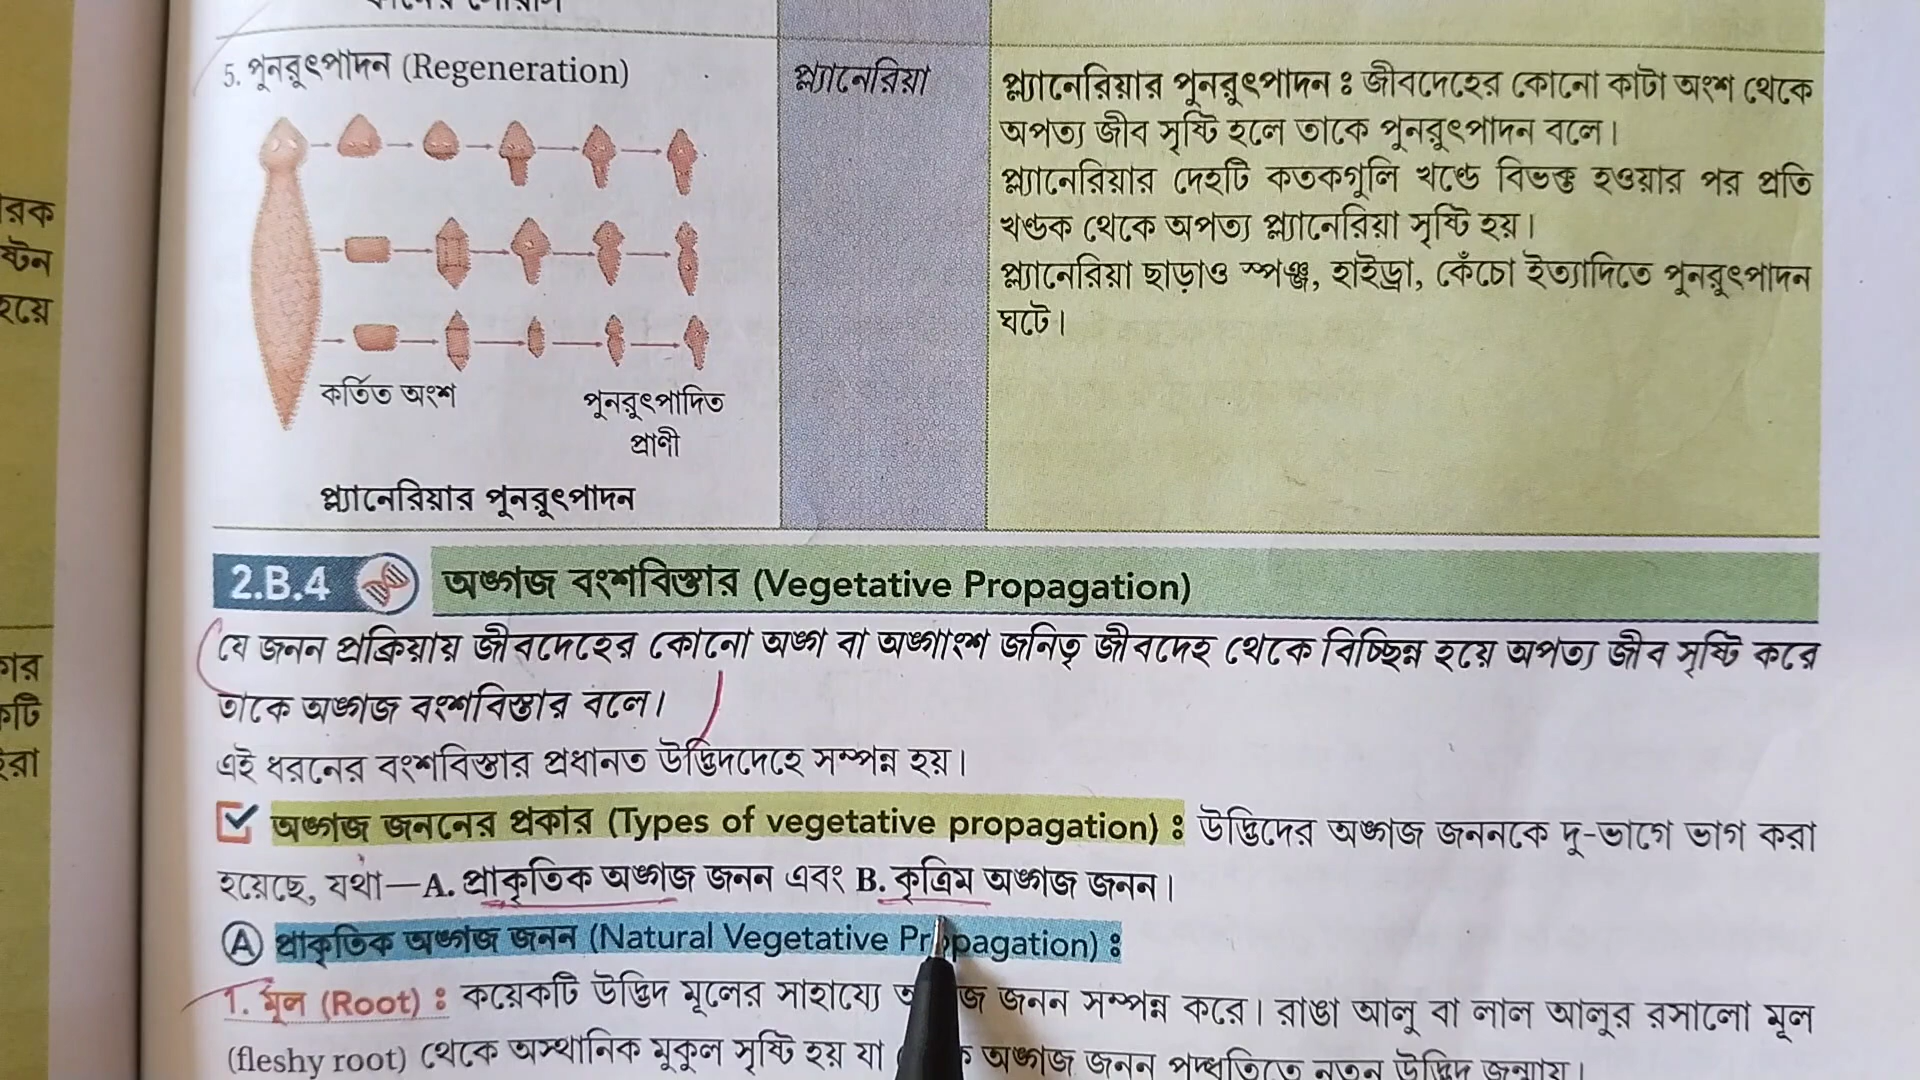 5. পুনরুৎপাদন (Regeneration)
কর্তিত অংশ
পুনরুৎপাদিত
প্রাণী
প্ল্যানেরিয়ার পুনরুৎপাদন
প্ল্যানেরিয়া
প্ল্যানেরিয়ার পুনরুৎপাদন ঃ জীবদেহের কোনো কাটা অংশ থেকে
অপত্য জীব সৃষ্টি হলে তাকে পুনরুৎপাদন বলে।
প্ল্যানেরিয়ার দেহটি কতকগুলি খণ্ডে বিভক্ত হওয়ার পর প্রতি
খণ্ডক থেকে অপত্য প্ল্যানেরিয়া সৃষ্টি হয়।
প্ল্যানেরিয়া ছাড়াও স্পঞ্জ, হাইড্রা, কেঁচো ইত্যাদিতে পুনরুৎপাদন
ঘটে।
2.B.4 অঙ্গজ বংশবিস্তার (Vegetative Propagation)
যে জনন প্রক্রিয়ায় জীবদেহের কোনো অঙ্গ বা অঙ্গাংশ জনিতৃ জীবদেহ থেকে বিচ্ছিন্ন হয়ে অপত্য জীব সৃষ্টি করে
তাকে অঙ্গজ বংশবিস্তার বলে।
এই ধরনের বংশবিস্তার প্রধানত উদ্ভিদদেহে সম্পন্ন হয়।
অঙ্গজ জননের প্রকার (Types of vegetative propagation) ঃ উদ্ভিদের অঙ্গজ জননকে দু-ভাগে ভাগ করা
হয়েছে, যথা—A. প্রাকৃতিক অঙ্গজ জনন এবং B. কৃত্রিম অঙ্গজ জনন।
A প্রাকৃতিক অঙ্গজ জনন (Natural Vegetative Propagation) ঃ
1. মূল (Root) ঃ কয়েকটি উদ্ভিদ মূলের সাহায্যে জনন সম্পন্ন করে। রাঙা আলু বা লাল আলুর রসালো মূল
(fleshy root) থেকে অস্থানিক মুকুল সৃষ্টি হয় যা অঙ্গজ জনন পদ্ধতিতে নতুন উদ্ভিদ জন্মায়।